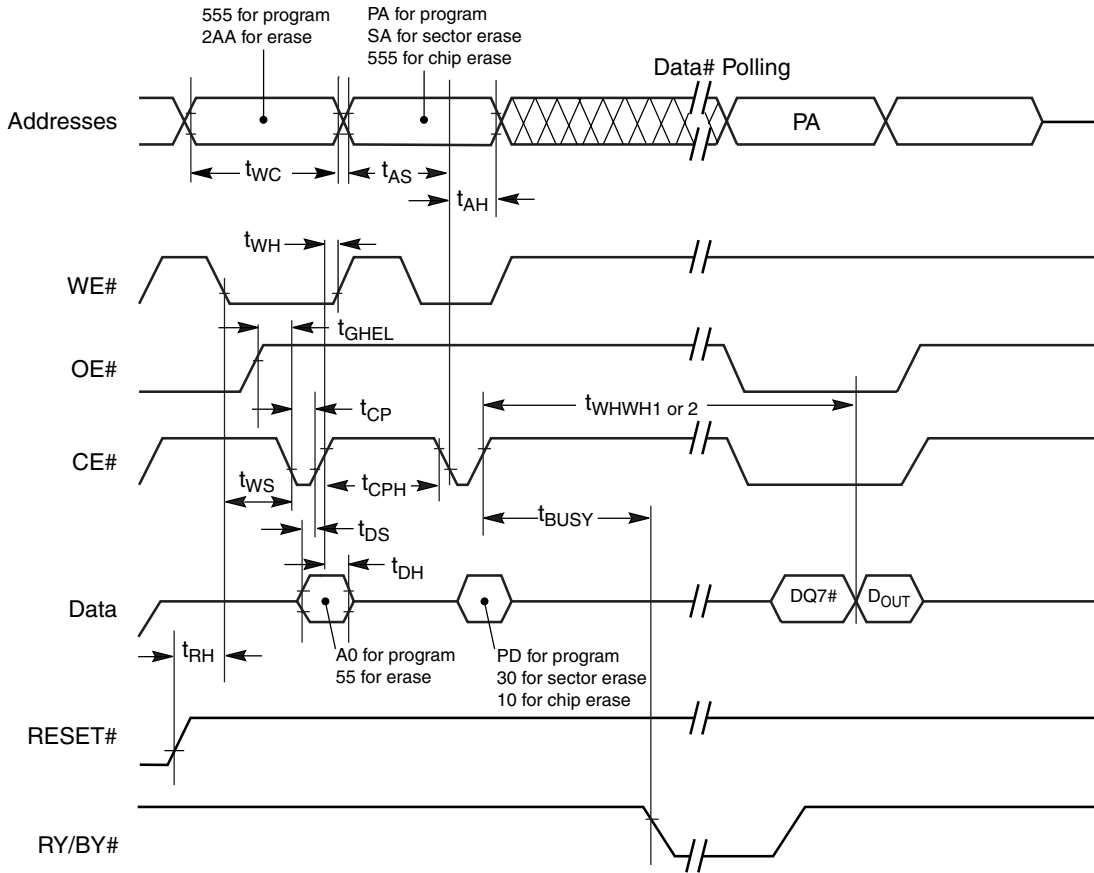 555 for program
2AA for erase
PA for program
SA for sector erase
555 for chip erase
Data# Polling
Addresses
PA
tWC
tAS
tAH
tWH
WE#
tGHEL
OE#
tWHWH1 or 2
tCP
CE#
tWS
tCPH
tBUSY
tDS
tDH
Data
DQ7#
DOUT
tRH
A0 for program
55 for erase
PD for program
30 for sector erase
10 for chip erase
RESET#
RY/BY#